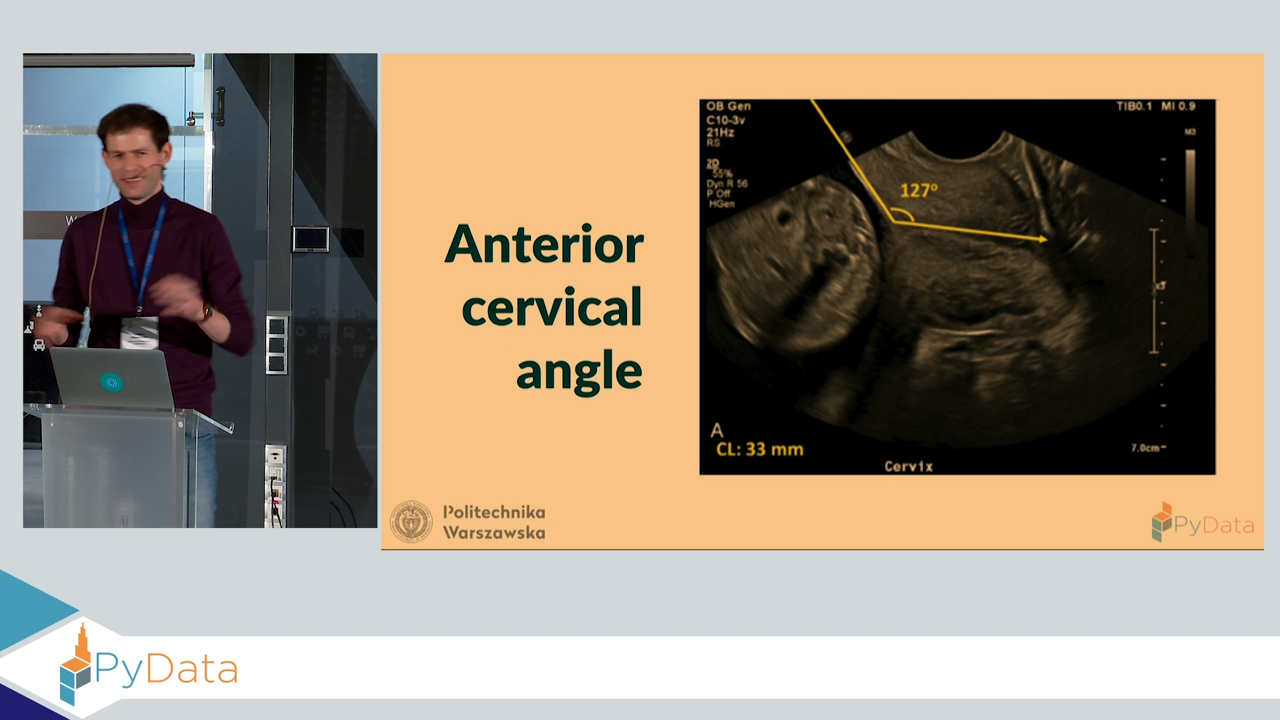 Anterior
cervical
angle
OB Gen
C10-3v
21Hz
RS
2D
55%
Dyn R 56
P Off
HGen
TIB0.1 MI 0.9
M3
127°
A
CL: 33 mm
Cervix
7.0cm
Politechnika
Warszawska
PyData
PyData